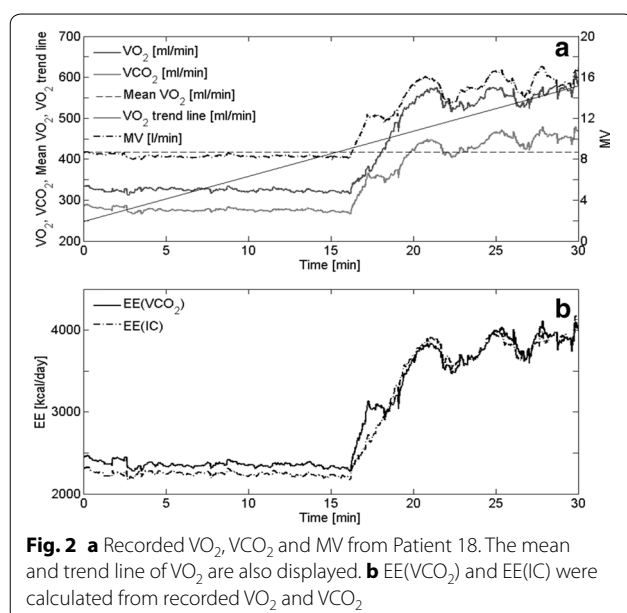 700
600
500
400
300
200
VO₂, VCO₂, Mean VO₂, VO₂ trend line
VO₂ [ml/min]
VCO₂ [ml/min]
Mean VO₂ [ml/min]
VO₂ trend line [ml/min]
MV [l/min]
a
20
16
12
8
4
0
MV
0 5 10 15 20 25 30
Time [min]
4000
3000
2000
EE [kcal/day]
EE(VCO₂)
EE(IC)
b
0 5 10 15 20 25 30
Time [min]
Fig. 2 a Recorded VO₂, VCO₂ and MV from Patient 18. The mean
and trend line of VO₂ are also displayed. b EE(VCO₂) and EE(IC) were
calculated from recorded VO₂ and VCO₂